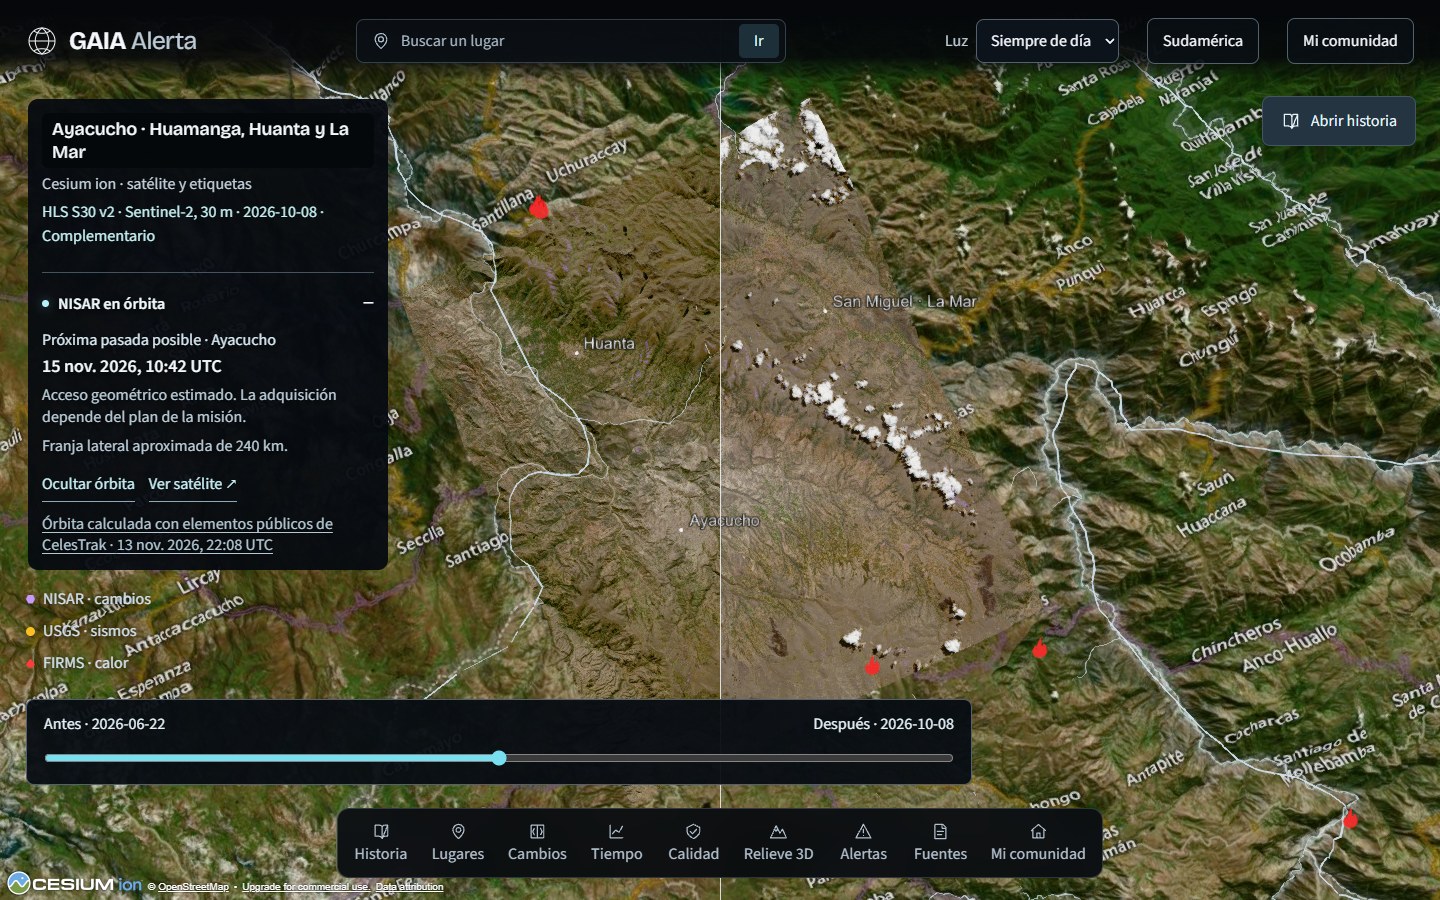 GAIA Alerta
Buscar un lugar
Ir
Luz
Siempre de día
Sudamérica
Mi comunidad
Abrir historia
Ayacucho · Huamanga, Huanta y La
Mar
Cesium ion · satélite y etiquetas
HLS S30 v2 · Sentinel-2, 30 m · 2026-10-08 ·
Complementario
NISAR en órbita
Próxima pasada posible · Ayacucho
15 nov. 2026, 10:42 UTC
Acceso geométrico estimado. La adquisición
depende del plan de la misión.
Franja lateral aproximada de 240 km.
Ocultar órbita
Ver satélite ↗
Órbita calculada con elementos públicos de
CelesTrak · 13 nov. 2026, 22:08 UTC
NISAR · cambios
USGS · sismos
FIRMS · calor
Uchuraccay
Santillana
Huanta
San Miguel · La Mar
Ayacucho
Santa Rosa
Puerto
Naranjal
Cajadela
Anco
Punqui
Huarcca
Espingo
Chungui
Sauri
Huaccana
Ocobamba
Chincheros
Anco-Huallo
Cocharcas
Santiago de
Antapite
Seccila
Santiago
Lircay
Antaccaccacucho
Esperanza
Antes · 2026-06-22
Después · 2026-10-08
Historia
Lugares
Cambios
Tiempo
Calidad
Relieve 3D
Alertas
Fuentes
Mi comunidad
CESIUM ion
© OpenStreetMap • Upgrade for commercial use. Data attribution